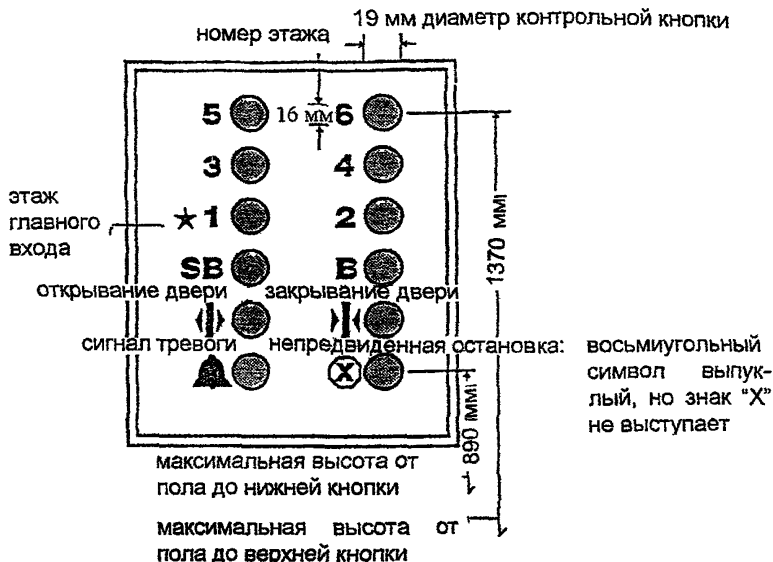 19 мм диаметр контрольной кнопки
номер этажа
5 16 мм 6
3 4
этаж
главного
входа
1 2
1370 мм
SB B
открывание двери закрывание двери
сигнал тревоги непредвиденная остановка: восьмиугольный
символ выпук-
лый, но знак "X"
не выступает
X
890 мм
максимальная высота от
пола до нижней кнопки
максимальная высота от
пола до верхней кнопки